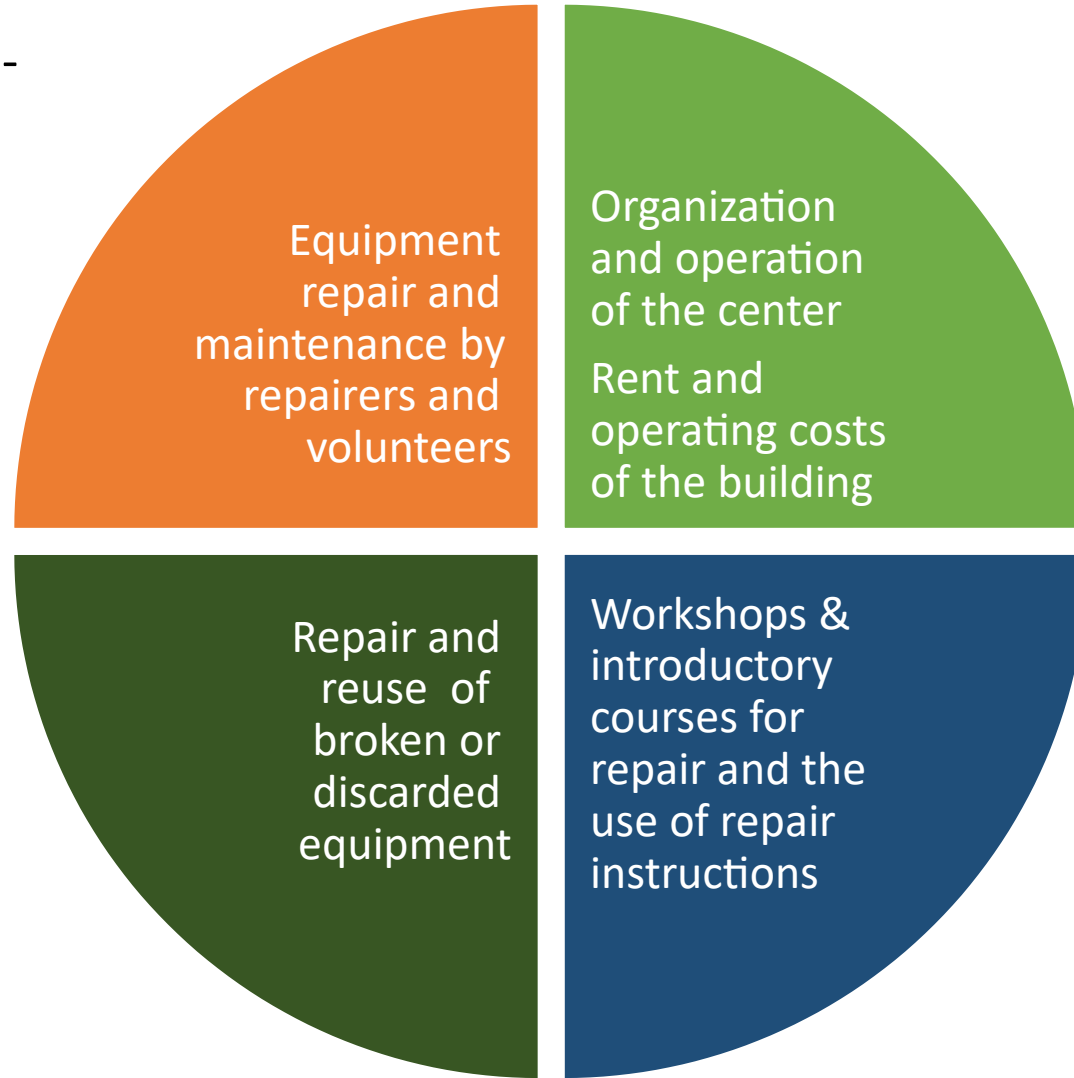 -
Equipment
repair and
maintenance by
repairers and
volunteers
Organization
and operation
of the center
Rent and
operating costs
of the building
Repair and
reuse of
broken or
discarded
equipment
Workshops &
introductory
courses for
repair and the
use of repair
instructions